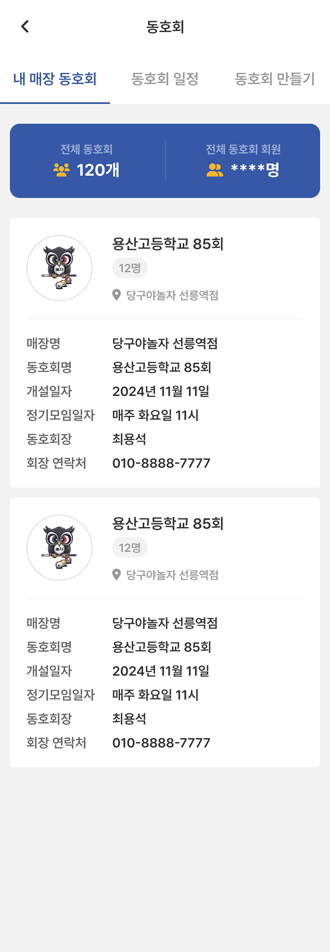 동호회
내 매장 동호회 동호회 일정 동호회 만들기
전체 동호회 전체 동호회 회원
120개 ****명
용산고등학교 85회
12명
당구야놀자 선릉역점
매장명 당구야놀자 선릉역점
동호회명 용산고등학교 85회
개설일자 2024년 11월 11일
정기모임일자 매주 화요일 11시
동호회장 최용석
회장 연락처 010-8888-7777
용산고등학교 85회
12명
당구야놀자 선릉역점
매장명 당구야놀자 선릉역점
동호회명 용산고등학교 85회
개설일자 2024년 11월 11일
정기모임일자 매주 화요일 11시
동호회장 최용석
회장 연락처 010-8888-7777